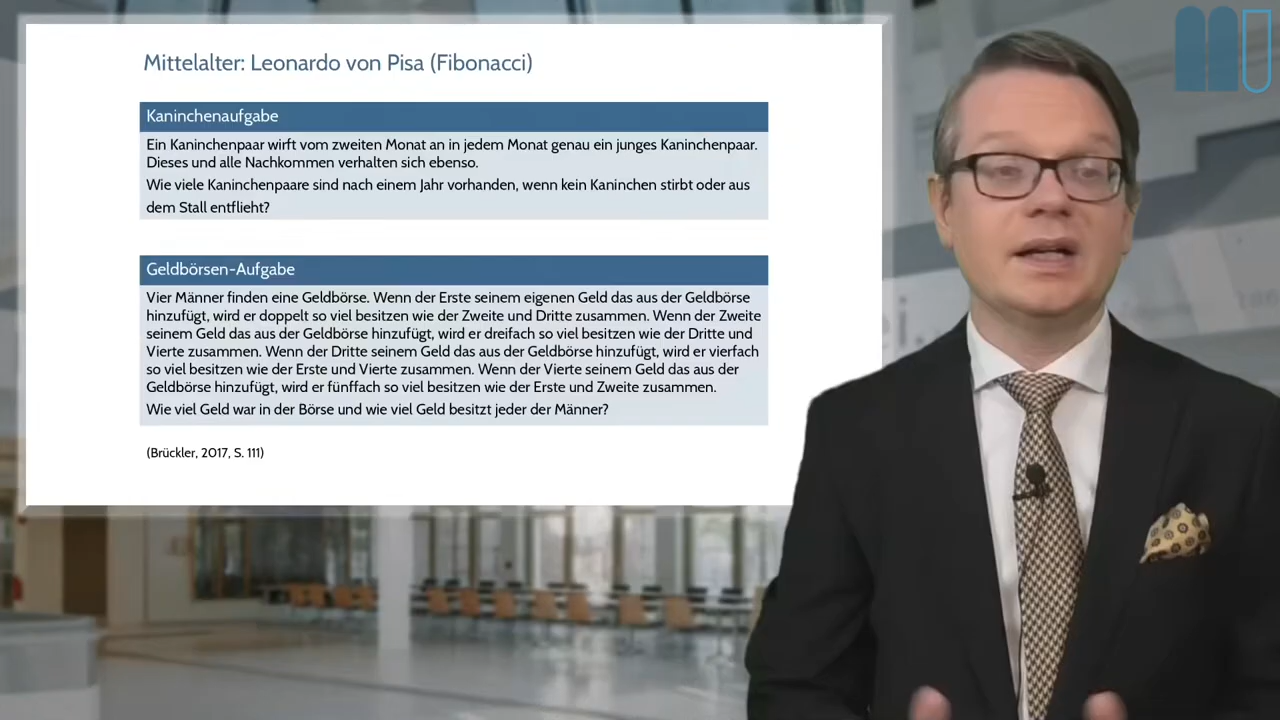 Mittelalter: Leonardo von Pisa (Fibonacci)
Kaninchenaufgabe
Ein Kaninchenpaar wirft vom zweiten Monat an in jedem Monat genau ein junges Kaninchenpaar.
Dieses und alle Nachkommen verhalten sich ebenso.
Wie viele Kaninchenpaare sind nach einem Jahr vorhanden, wenn kein Kaninchen stirbt oder aus
dem Stall entflieht?
Geldbörsen-Aufgabe
Vier Männer finden eine Geldbörse. Wenn der Erste seinem eigenen Geld das aus der Geldbörse
hinzufügt, wird er doppelt so viel besitzen wie der Zweite und Dritte zusammen. Wenn der Zweite
seinem Geld das aus der Geldbörse hinzufügt, wird er dreifach so viel besitzen wie der Dritte und
Vierte zusammen. Wenn der Dritte seinem Geld das aus der Geldbörse hinzufügt, wird er vierfach
so viel besitzen wie der Erste und Vierte zusammen. Wenn der Vierte seinem Geld das aus der
Geldbörse hinzufügt, wird er fünffach so viel besitzen wie der Erste und Zweite zusammen.
Wie viel Geld war in der Börse und wie viel Geld besitzt jeder der Männer?
(Brückler, 2017, S. 111)